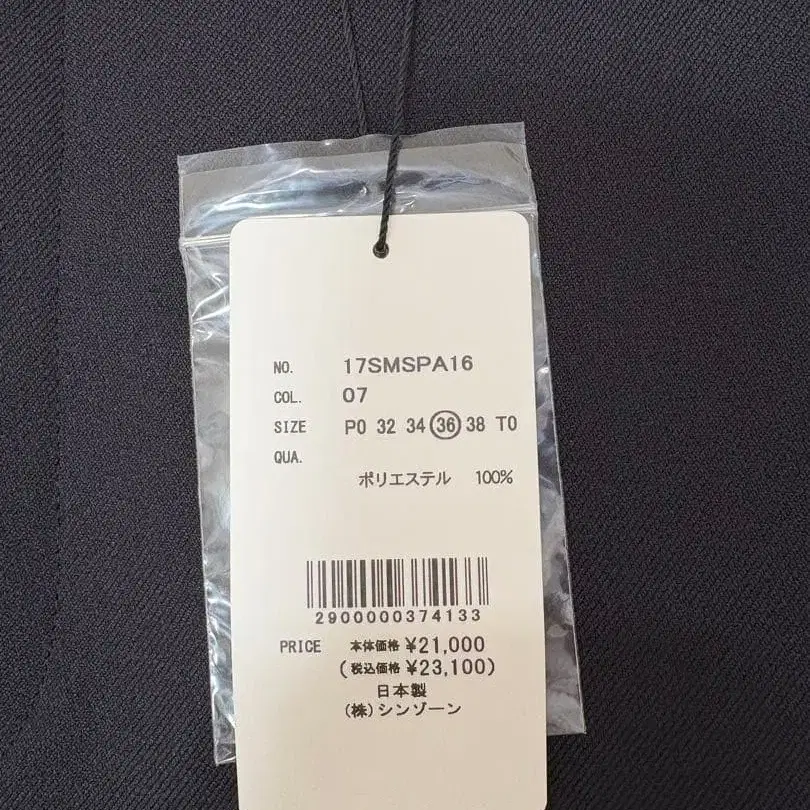 NO. 17SMSPA16
COL. 07
SIZE P0 32 34 36 38 T0
QUA.
ポリエステル 100%
2900000374133
PRICE 本体価格 ¥21,000
(税込価格 ¥23,100)
日本製
(株)シンゾーン